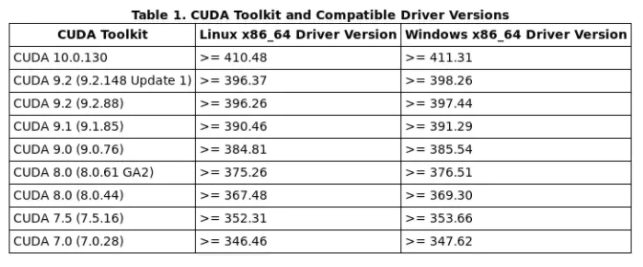 Table 1. CUDA Toolkit and Compatible Driver Versions
CUDA Toolkit Linux x86_64 Driver Version Windows x86_64 Driver Version
CUDA 10.0.130 >= 410.48 >= 411.31
CUDA 9.2 (9.2.148 Update 1) >= 396.37 >= 398.26
CUDA 9.2 (9.2.88) >= 396.26 >= 397.44
CUDA 9.1 (9.1.85) >= 390.46 >= 391.29
CUDA 9.0 (9.0.76) >= 384.81 >= 385.54
CUDA 8.0 (8.0.61 GA2) >= 375.26 >= 376.51
CUDA 8.0 (8.0.44) >= 367.48 >= 369.30
CUDA 7.5 (7.5.16) >= 352.31 >= 353.66
CUDA 7.0 (7.0.28) >= 346.46 >= 347.62